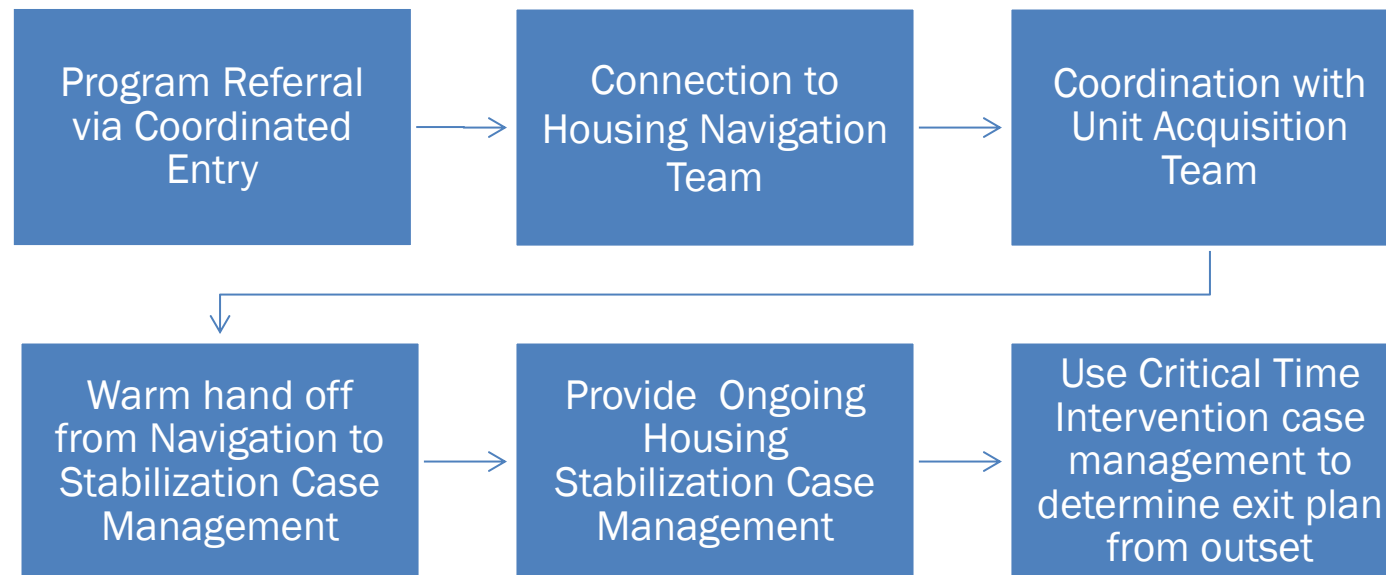 Program Referral
via Coordinated
Entry
Connection to
Housing Navigation
Team
Coordination with
Unit Acquisition
Team
Warm hand off
from Navigation to
Stabilization Case
Management
Provide  Ongoing
Housing
Stabilization Case
Management
Use Critical Time
Intervention case
management to
determine exit plan
from outset